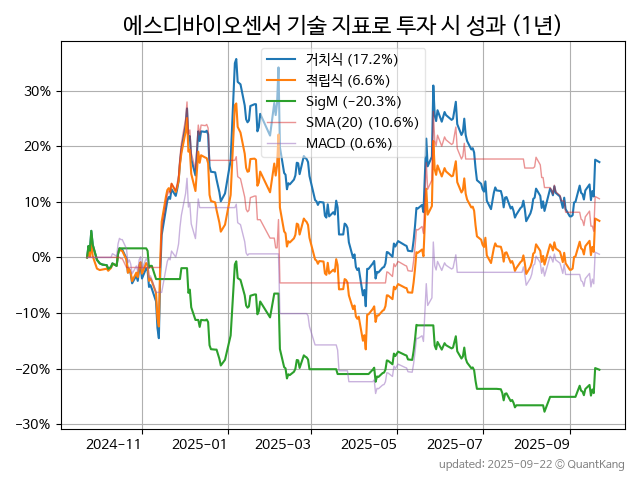 에스디바이오센서 기술 지표로 투자 시 성과 (1년)
거치식 (17.2%)
적립식 (6.6%)
SigM (−20.3%)
SMA(20) (10.6%)
MACD (0.6%)
30%
20%
10%
0%
−10%
−20%
−30%
2024-11 2025-01 2025-03 2025-05 2025-07 2025-09
updated: 2025-09-22 © QuantKang